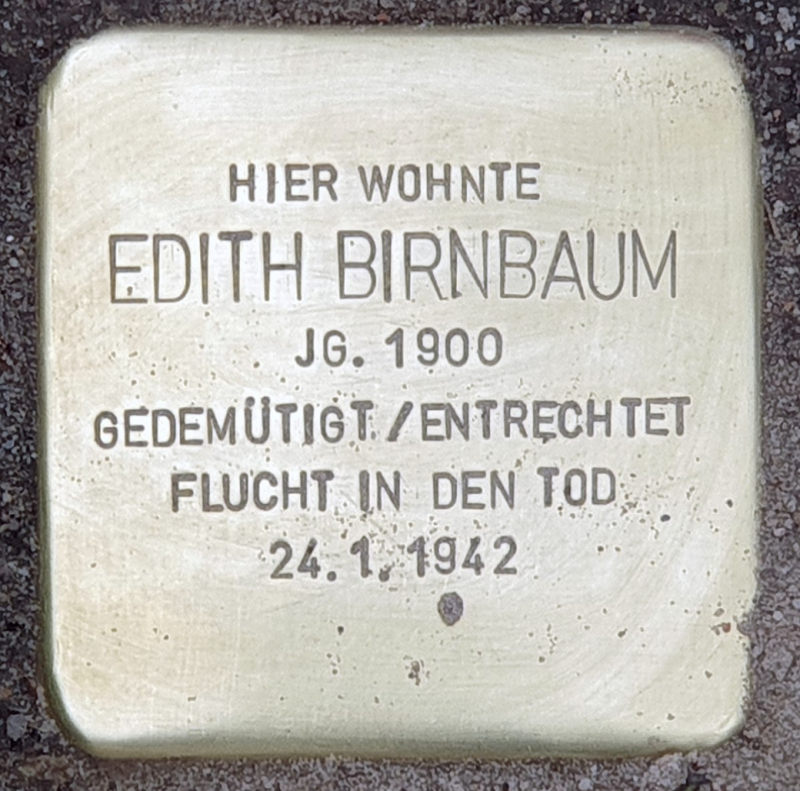 HIER WOHNTE
EDITH BIRNBAUM
JG. 1900
GEDEMÜTIGT/ENTRECHTET
FLUCHT IN DEN TOD
24.1.1942